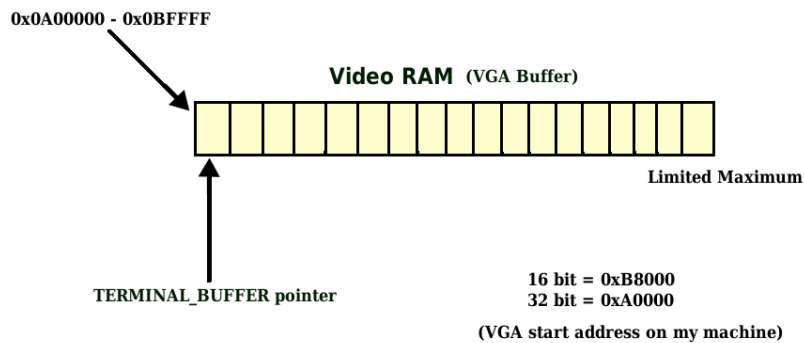 0x0A00000 - 0x0BFFFF
Video RAM (VGA Buffer)
Limited Maximum
TERMINAL_BUFFER pointer
16 bit = 0xB8000
32 bit = 0xA0000
(VGA start address on my machine)